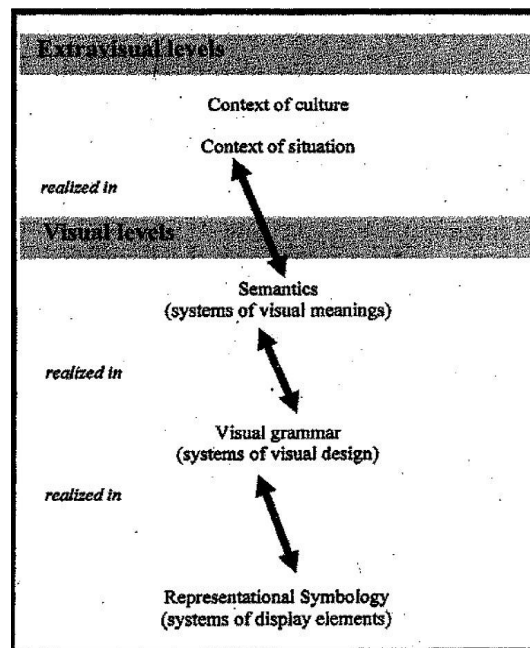 Extravisual levels
Context of culture
Context of situation
realized in
Visual levels
Semantics
(systems of visual meanings)
realized in
Visual grammar
(systems of visual design)
realized in
Representational Symbology
(systems of display elements)